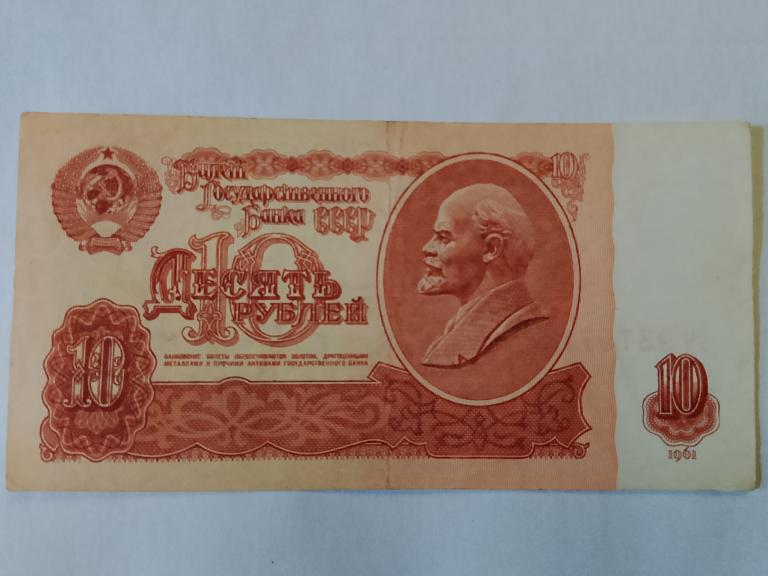 Билет
Государственного
Банка СССР
10
10
Десять
рублей
БАНКОВСКИЕ БИЛЕТЫ ОБЕСПЕЧИВАЮТСЯ ЗОЛОТОМ, ДРАГОЦЕННЫМИ
МЕТАЛЛАМИ И ПРОЧИМИ АКТИВАМИ ГОСУДАРСТВЕННОГО БАНКА
10
10
1961